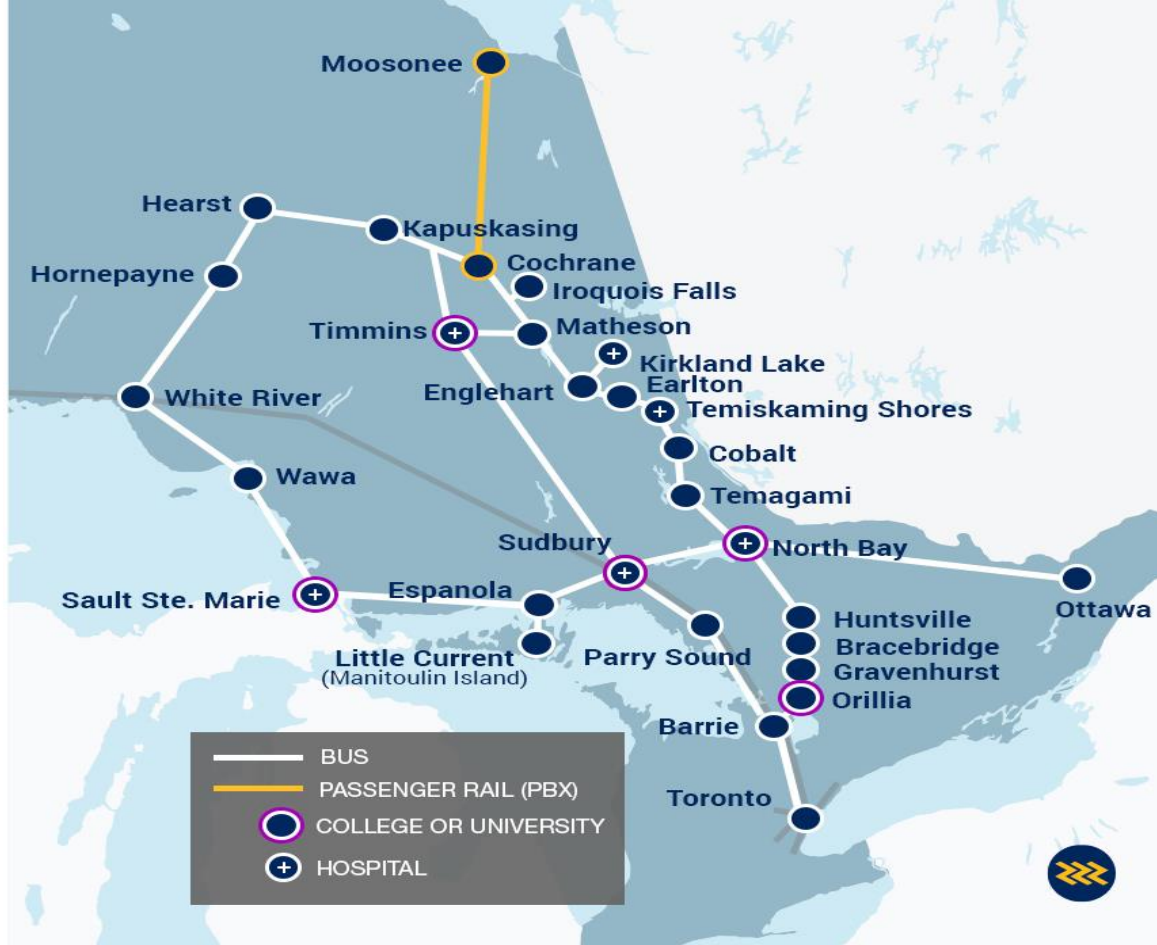 Moosonee
Hearst
Kapuskasing
Hornepayne
Cochrane
Iroquois Falls
Timmins
Matheson
Kirkland Lake
Englehart
Earlton
White River
Temiskaming Shores
Cobalt
Wawa
Temagami
Sudbury
North Bay
Espanola
Sault Ste. Marie
Ottawa
Huntsville
Little Current
(Manitoulin Island)
Parry Sound
Bracebridge
Gravenhurst
Orillia
Barrie
Toronto
BUS
PASSENGER RAIL (PBX)
COLLEGE OR UNIVERSITY
HOSPITAL